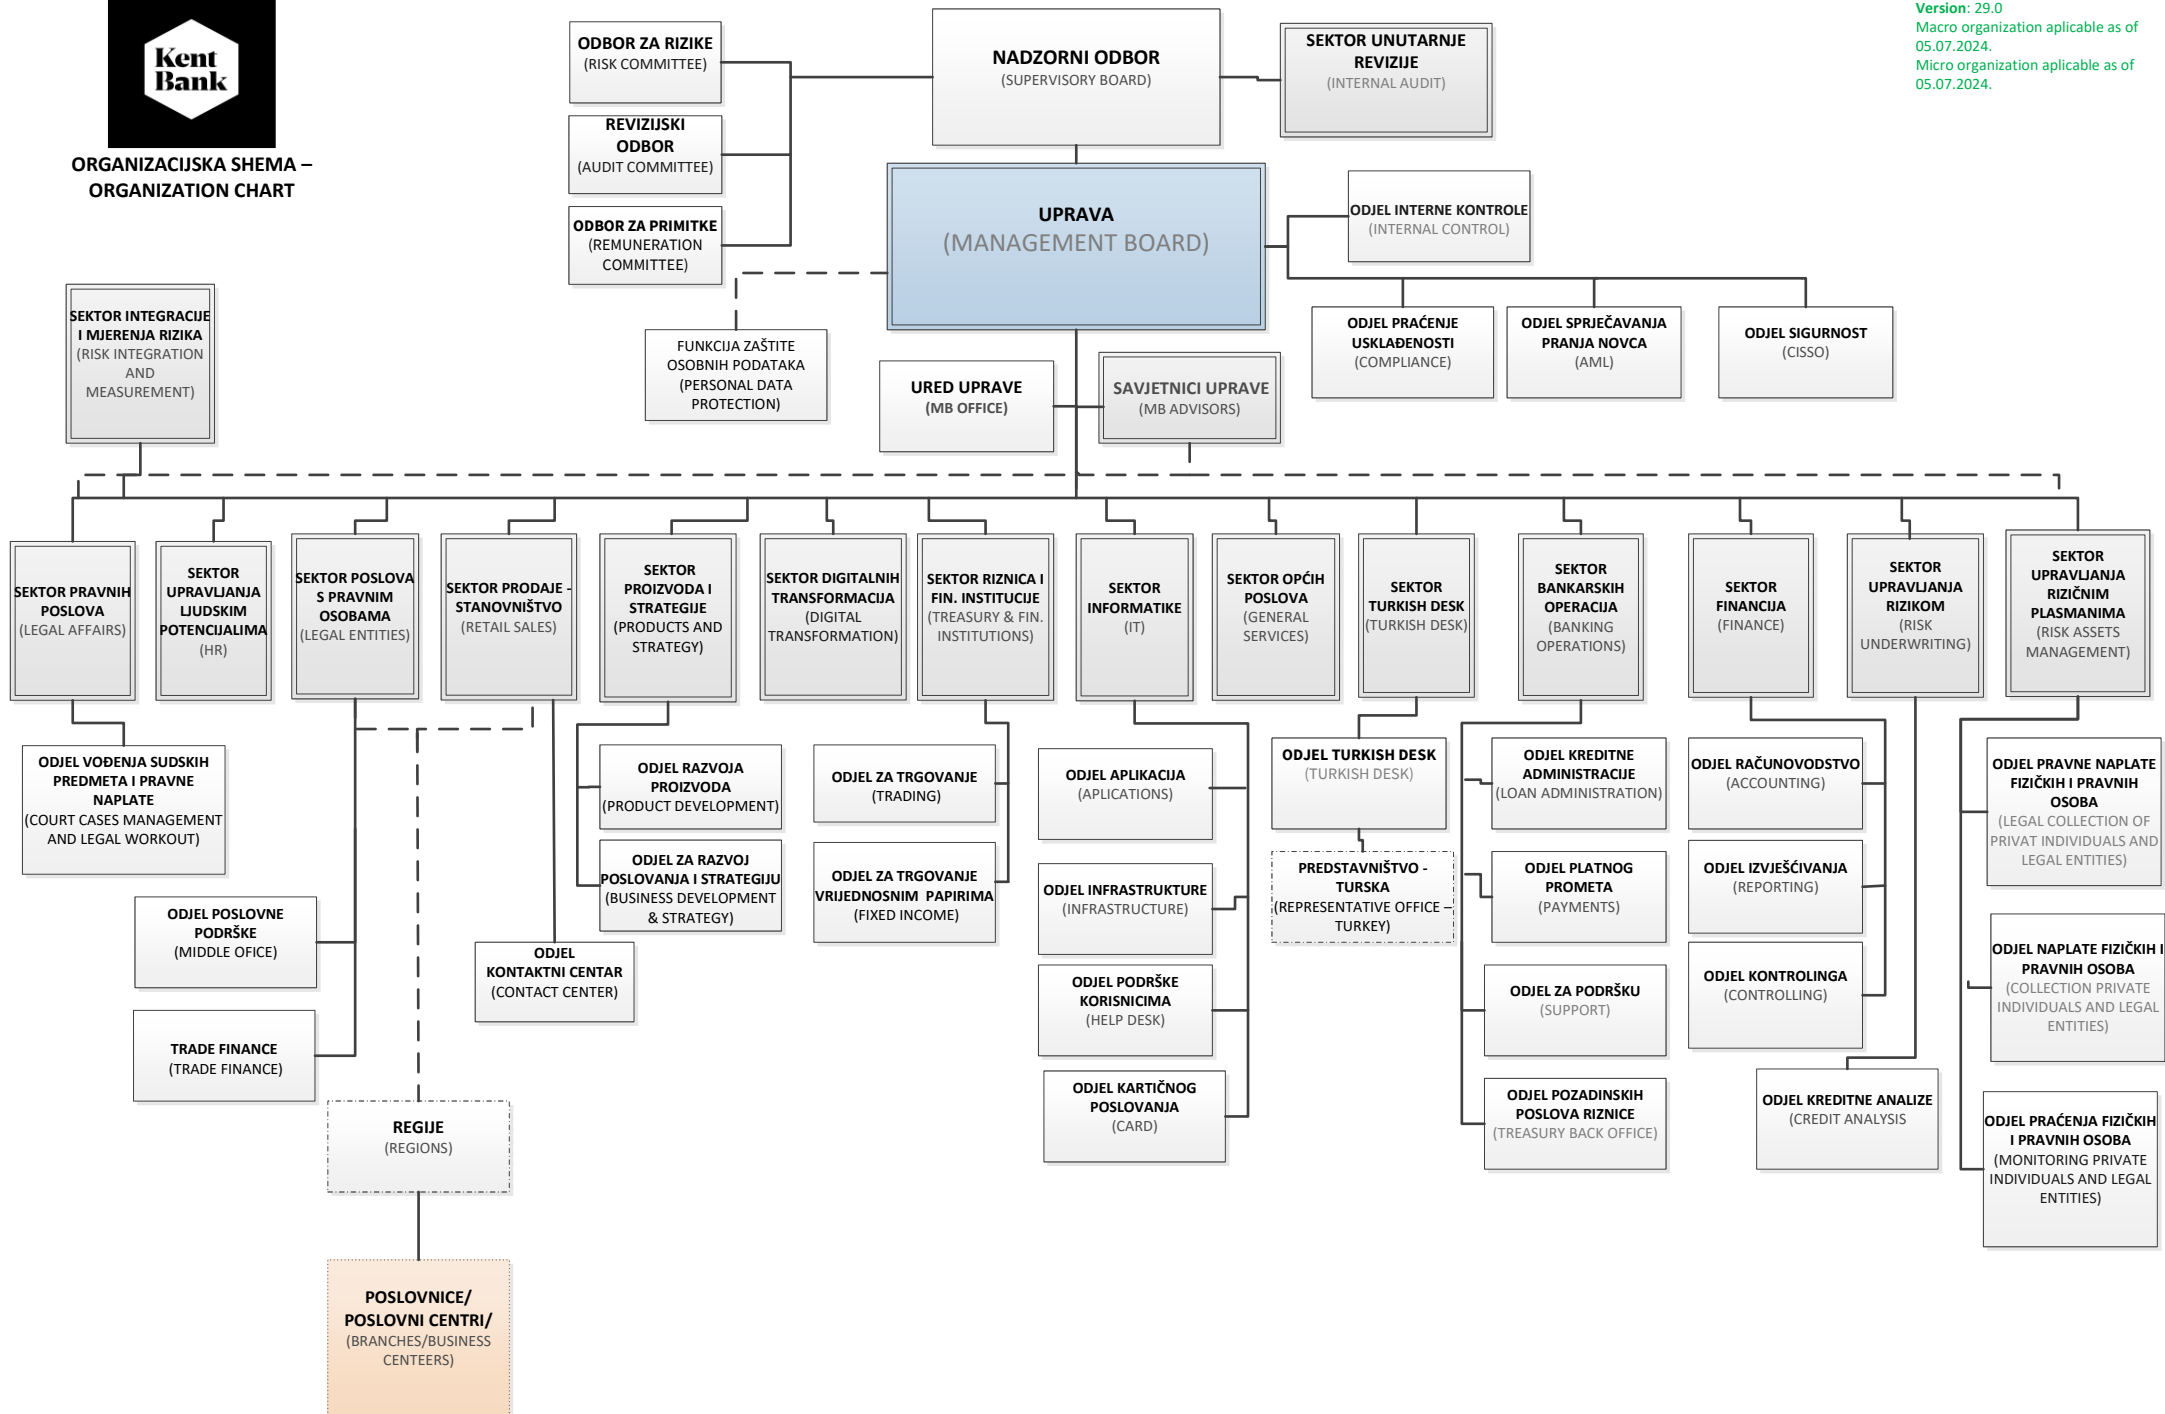 Kent
Bank
ORGANIZACIJSKA SHEMA –
ORGANIZATION CHART
Version: 29.0
Macro organization aplicable as of
05.07.2024.
Micro organization aplicable as of
05.07.2024.
ODBOR ZA RIZIKE
(RISK COMMITTEE)
NADZORNI ODBOR
(SUPERVISORY BOARD)
SEKTOR UNUTARNJE
REVIZIJE
(INTERNAL AUDIT)
REVIZIJSKI
ODBOR
(AUDIT COMMITTEE)
ODBOR ZA PRIMITKE
(REMUNERATION
COMMITTEE)
UPRAVA
(MANAGEMENT BOARD)
ODJEL INTERNE KONTROLE
(INTERNAL CONTROL)
SEKTOR INTEGRACIJE
I MJERENJA RIZIKA
(RISK INTEGRATION
AND
MEASUREMENT)
FUNKCIJA ZAŠTITE
OSOBNIH PODATAKA
(PERSONAL DATA
PROTECTION)
URED UPRAVE
(MB OFFICE)
SAVJETNICI UPRAVE
(MB ADVISORS)
ODJEL PRAĆENJE
USKLAĐENOSTI
(COMPLIANCE)
ODJEL SPRJEČAVANJA
PRANJA NOVCA
(AML)
ODJEL SIGURNOST
(CISSO)
SEKTOR PRAVNIH
POSLOVA
(LEGAL AFFAIRS)
SEKTOR
UPRAVLJANJA
LJUDSKIM
POTENCIJALIMA
(HR)
SEKTOR POSLOVA
S PRAVNIM
OSOBAMA
(LEGAL ENTITIES)
SEKTOR PRODAJE -
STANOVNIŠTVO
(RETAIL SALES)
SEKTOR
PROIZVODA I
STRATEGIJE
(PRODUCTS AND
STRATEGY)
SEKTOR DIGITALNIH
TRANSFORMACIJA
(DIGITAL
TRANSFORMATION)
SEKTOR RIZNICA I
FIN. INSTITUCIJE
(TREASURY & FIN.
INSTITUTIONS)
SEKTOR
INFORMATIKE
(IT)
SEKTOR OPĆIH
POSLOVA
(GENERAL
SERVICES)
SEKTOR
TURKISH DESK
(TURKISH DESK)
SEKTOR
BANKARSKIH
OPERACIJA
(BANKING
OPERATIONS)
SEKTOR
FINANCIJA
(FINANCE)
SEKTOR
UPRAVLJANJA
RIZIKOM
(RISK
UNDERWRITING)
SEKTOR
UPRAVLJANJA
RIZIČNIM
PLASMANIMA
(RISK ASSETS
MANAGEMENT)
ODJEL VOĐENJA SUDSKIH
PREDMETA I PRAVNE
NAPLATE
(COURT CASES MANAGEMENT
AND LEGAL WORKOUT)
ODJEL POSLOVNE
PODRŠKE
(MIDDLE OFICE)
TRADE FINANCE
(TRADE FINANCE)
ODJEL
KONTAKTNI CENTAR
(CONTACT CENTER)
REGIJE
(REGIONS)
POSLOVNICE/
POSLOVNI CENTRI/
(BRANCHES/BUSINESS
CENTEERS)
ODJEL RAZVOJA
PROIZVODA
(PRODUCT DEVELOPMENT)
ODJEL ZA RAZVOJ
POSLOVANJA I STRATEGIJU
(BUSINESS DEVELOPMENT
& STRATEGY)
ODJEL ZA TRGOVANJE
(TRADING)
ODJEL ZA TRGOVANJE
VRIJEDNOSNIM PAPIRIMA
(FIXED INCOME)
ODJEL APLIKACIJA
(APLICATIONS)
ODJEL INFRASTRUKTURE
(INFRASTRUCTURE)
ODJEL PODRŠKE
KORISNICIMA
(HELP DESK)
ODJEL KARTIČNOG
POSLOVANJA
(CARD)
ODJEL TURKISH DESK
(TURKISH DESK)
PREDSTAVNIŠTVO -
TURSKA
(REPRESENTATIVE OFFICE –
TURKEY)
ODJEL KREDITNE
ADMINISTRACIJE
(LOAN ADMINISTRATION)
ODJEL PLATNOG
PROMETA
(PAYMENTS)
ODJEL ZA PODRŠKU
(SUPPORT)
ODJEL POZADINSKIH
POSLOVA RIZNICE
(TREASURY BACK OFFICE)
ODJEL RAČUNOVODSTVO
(ACCOUNTING)
ODJEL IZVJEŠĆIVANJA
(REPORTING)
ODJEL KONTROLINGA
(CONTROLLING)
ODJEL KREDITNE ANALIZE
(CREDIT ANALYSIS
ODJEL PRAVNE NAPLATE
FIZIČKIH I PRAVNIH
OSOBA
(LEGAL COLLECTION OF
PRIVAT INDIVIDUALS AND
LEGAL ENTITIES)
ODJEL NAPLATE FIZIČKIH I
PRAVNIH OSOBA
(COLLECTION PRIVATE
INDIVIDUALS AND LEGAL
ENTITIES)
ODJEL PRAĆENJA FIZIČKIH
I PRAVNIH OSOBA
(MONITORING PRIVATE
INDIVIDUALS AND LEGAL
ENTITIES)